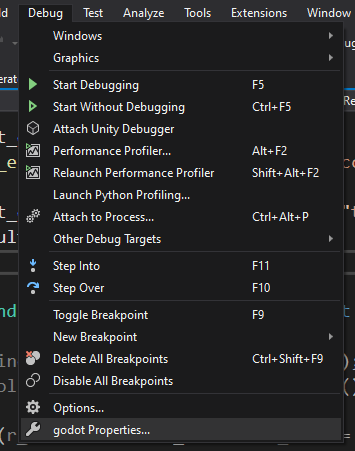 Debug Test Analyze Tools Extensions Window
Windows
Graphics
Start Debugging F5
Start Without Debugging Ctrl+F5
Attach Unity Debugger
Performance Profiler... Alt+F2
Relaunch Performance Profiler Shift+Alt+F2
Launch Python Profiling...
Attach to Process... Ctrl+Alt+P
Other Debug Targets
Step Into F11
Step Over F10
Toggle Breakpoint F9
New Breakpoint
Delete All Breakpoints Ctrl+Shift+F9
Disable All Breakpoints
Options...
godot Properties...